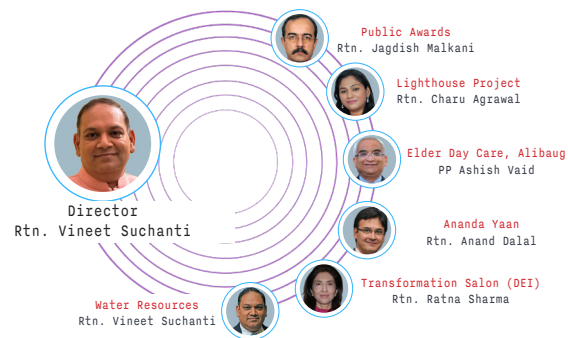 Public Awards
Rtn. Jagdish Malkani
Lighthouse Project
Rtn. Charu Agrawal
Elder Day Care, Alibaug
PP Ashish Vaid
Director
Rtn. Vineet Suchanti
Ananda Yaan
Rtn. Anand Dalal
Transformation Salon (DEI)
Rtn. Ratna Sharma
Water Resources
Rtn. Vineet Suchanti